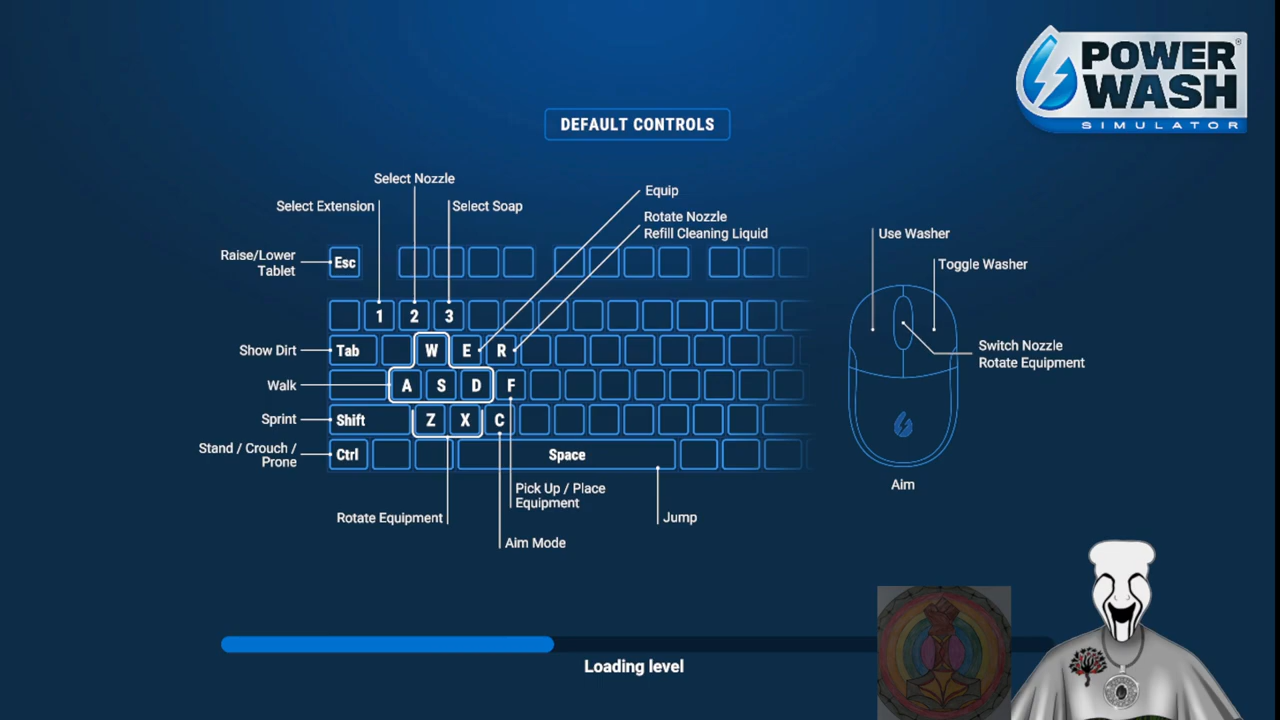 POWER
WASH
SIMULATOR
DEFAULT CONTROLS
Select Nozzle
Select Extension
Select Soap
Equip
Rotate Nozzle
Refill Cleaning Liquid
Use Washer
Toggle Washer
Raise/Lower
Tablet
Esc
1 2 3
Show Dirt
Tab W E R
Switch Nozzle
Rotate Equipment
Walk
A S D F
Sprint
Shift Z X C
Stand / Crouch /
Prone
Ctrl Space
Aim
Pick Up / Place
Equipment
Rotate Equipment
Jump
Aim Mode
Loading level